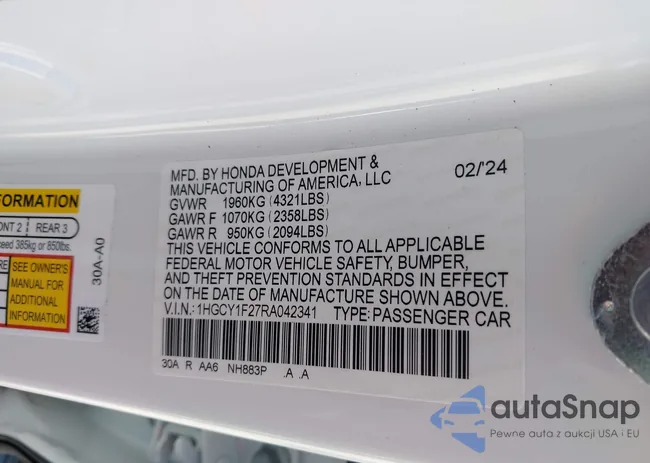 FORMATION
ONT 2 REAR 3
ceed 385kg or 850lbs.
RE
SEE OWNER'S
MANUAL FOR
ADDITIONAL
INFORMATION
30A-A0
MFD. BY HONDA DEVELOPMENT &
MANUFACTURING OF AMERICA, LLC
02/'24
GVWR 1960KG (4321LBS)
GAWR F 1070KG (2358LBS)
GAWR R 950KG (2094LBS)
THIS VEHICLE CONFORMS TO ALL APPLICABLE
FEDERAL MOTOR VEHICLE SAFETY, BUMPER,
AND THEFT PREVENTION STANDARDS IN EFFECT
ON THE DATE OF MANUFACTURE SHOWN ABOVE.
V.I.N.: 1HGCY1F27RA042341 TYPE: PASSENGER CAR
30A R AA6 NH883P .A .A
autaSnap
Pewne auta z aukcji USA i EU